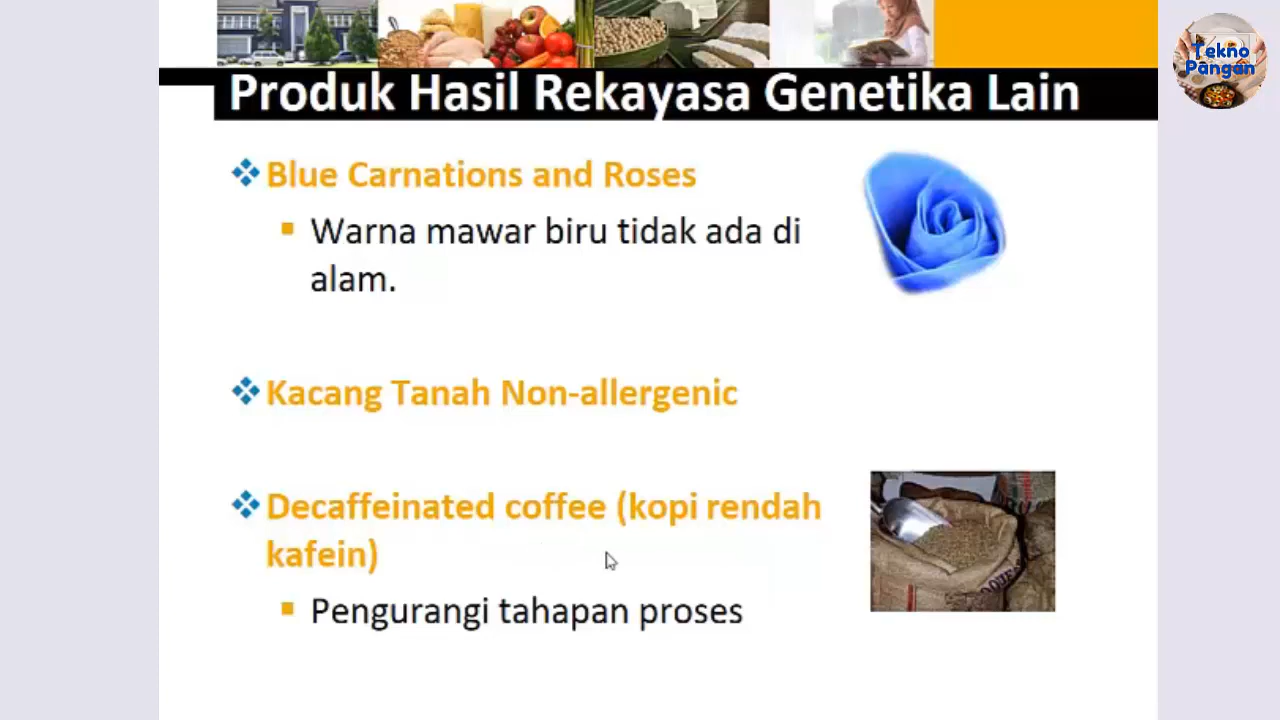 Tekno
Pangan
Produk Hasil Rekayasa Genetika Lain
Blue Carnations and Roses
Warna mawar biru tidak ada di
alam.
Kacang Tanah Non-allergenic
Decaffeinated coffee (kopi rendah
kafein)
Pengurangi tahapan proses